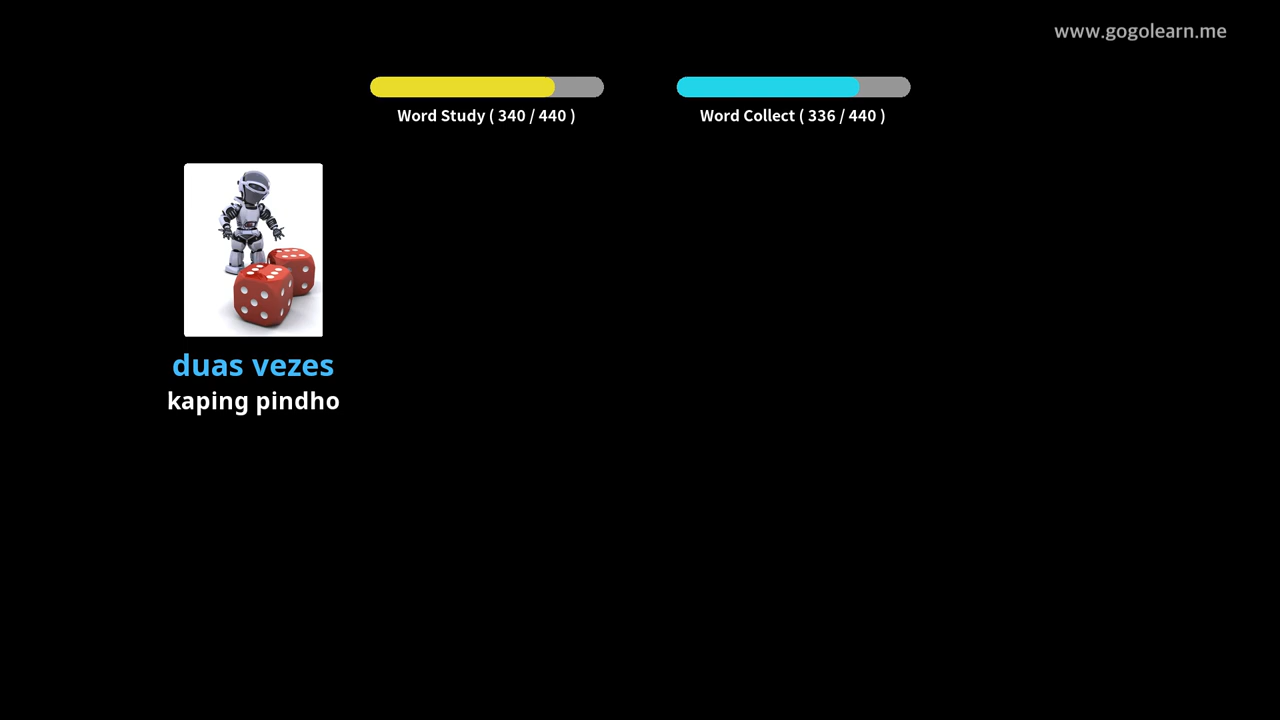 www.gogolearn.me
Word Study ( 340 / 440 )
Word Collect ( 336 / 440 )
duas vezes
kaping pindho